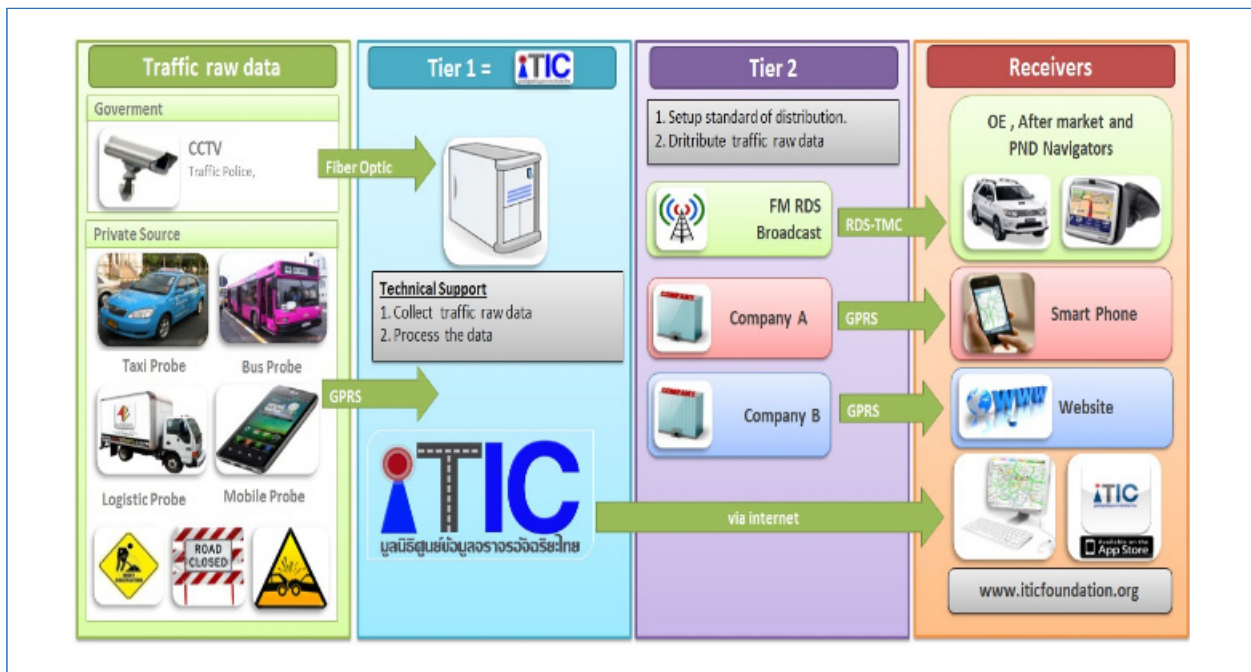 Traffic raw data
Goverment
CCTV
Traffic Police,
Fiber Optic
Private Source
Taxi Probe
Bus Probe
GPRS
Logistic Probe
Mobile Probe
ROAD
CLOSED
Tier 1 = iTIC
Technical Support
1. Collect traffic raw data
2. Process the data
iTIC
มูลนิธิศูนย์ข้อมูลจราจรอัจฉริยะไทย
Tier 2
1. Setup standard of distribution.
2. Dritribute traffic raw data
FM RDS
Broadcast
RDS-TMC
COMPANY
Company A
GPRS
COMPANY
Company B
GPRS
via internet
Receivers
OE , After market and
PND Navigators
Smart Phone
WWW
Website
iTIC
Available on the
App Store
www.iticfoundation.org